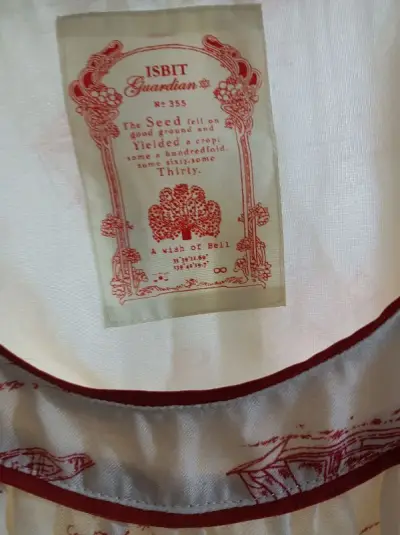 ISBIT
Guardian
No 355
The Seed fell on
good ground and
Yielded a crop;
some a hundredfold,
some sixty,some
Thirty.
A wish of Bell